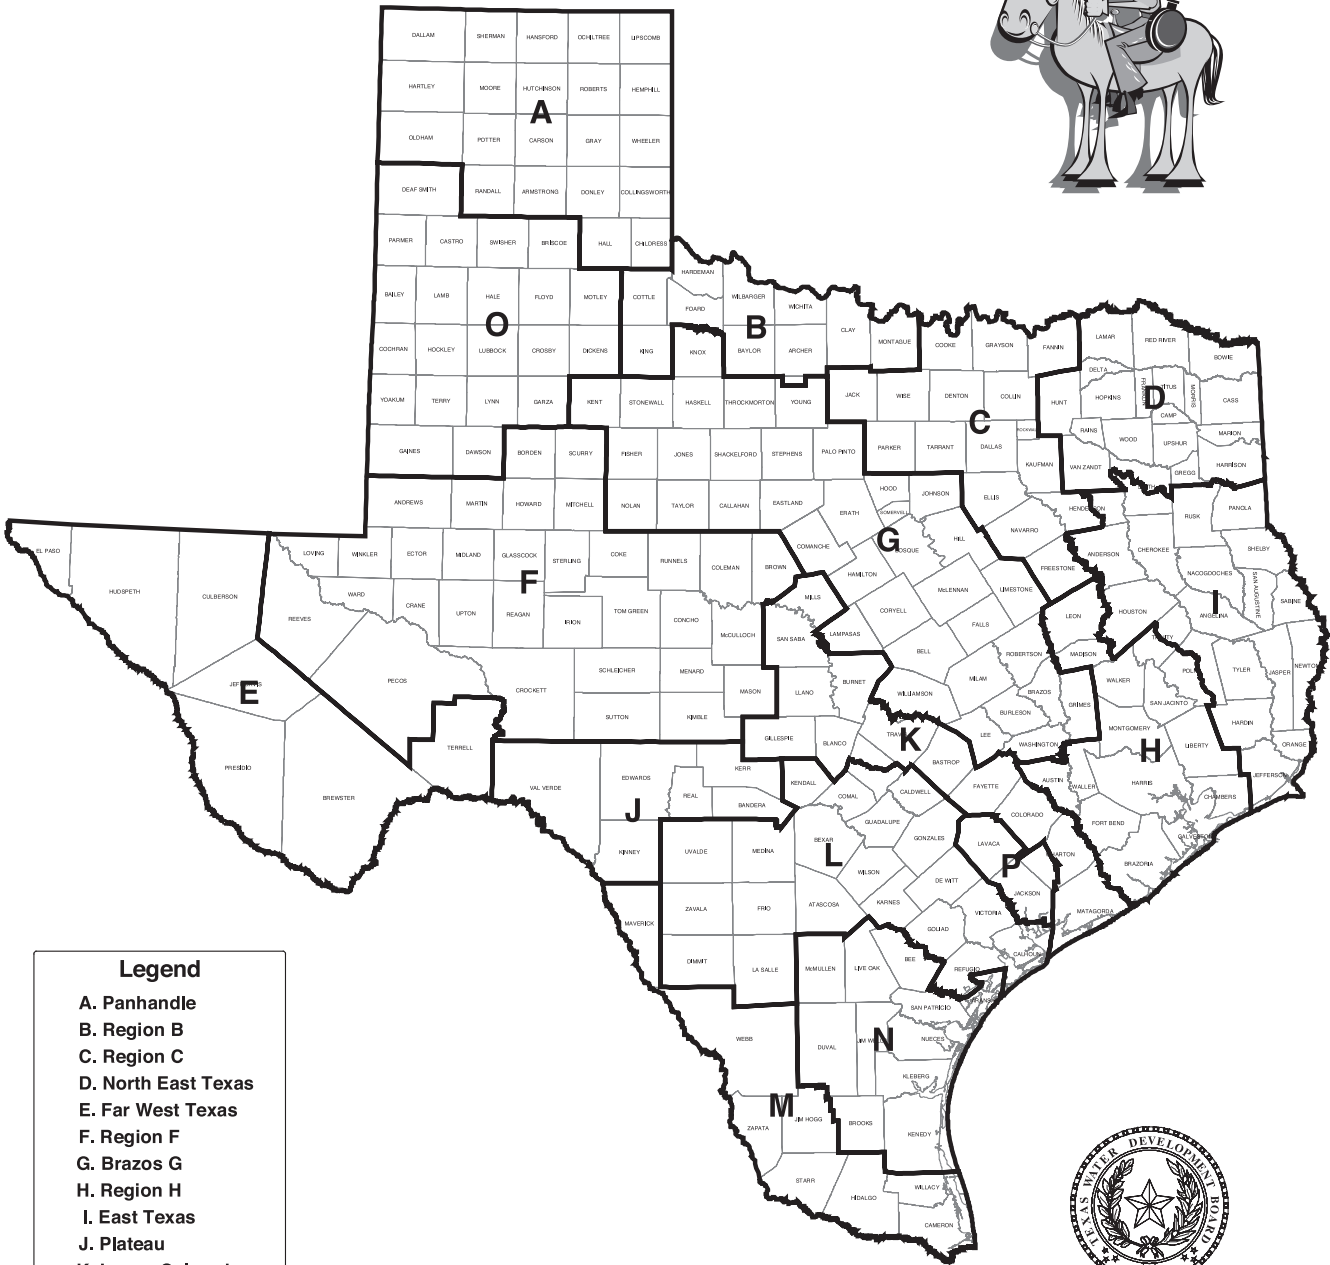 DALLAM SHERMAN HANSFORD OCHILTREE LIPSCOMB
HARTLEY MOORE HUTCHINSON ROBERTS HEMPHILL
A
OLDHAM POTTER CARSON GRAY WHEELER
DEAF SMITH RANDALL ARMSTRONG DONLEY COLLINGSWORTH
PARMER CASTRO SWISHER BRISCOE HALL CHILDRESS
HARDEMAN
BAILEY LAMB HALE FLOYD MOTLEY COTTLE FOARD WILBARGER WICHITA
O B
CLAY MONTAGUE COOKE GRAYSON FANNIN LAMAR RED RIVER BOWIE
COCHRAN HOCKLEY LUBBOCK CROSBY DICKENS KING KNOX BAYLOR ARCHER
DELTA TITUS FRANKLIN MORRIS
YOAKUM TERRY LYNN GARZA KENT STONEWALL HASKELL THROCKMORTON YOUNG JACK WISE DENTON COLLIN HUNT HOPKINS D CASS
C ROCKWALL CAMP
RAINS WOOD UPSHUR MARION
GAINES DAWSON BORDEN SCURRY FISHER JONES SHACKELFORD STEPHENS PALO PINTO PARKER TARRANT DALLAS KAUFMAN VAN ZANDT GREGG HARRISON
ANDREWS MARTIN HOWARD MITCHELL NOLAN TAYLOR CALLAHAN EASTLAND ERATH HOOD SOMERVELL JOHNSON ELLIS HENDERSON RUSK PANOLA
G
EL PASO HUDSPETH CULBERSON LOVING WINKLER ECTOR MIDLAND GLASSCOCK STERLING COKE RUNNELS COLEMAN BROWN COMANCHE BOSQUE HILL NAVARRO FREESTONE ANDERSON CHEROKEE SHELBY
F
REEVES WARD CRANE UPTON REAGAN IRION TOM GREEN CONCHO McCULLOCH MILLS HAMILTON CORYELL McLENNAN LIMESTONE LEON HOUSTON NACOGDOCHES SAN AUGUSTINE SABINE
I
ANGELINA
SAN SABA LAMPASAS BELL FALLS ROBERTSON MADISON TRINITY
E
JEFF DAVIS PECOS CROCKETT SCHLEICHER MENARD MASON LLANO BURNET WILLIAMSON MILAM BRAZOS GRIMES WALKER POLK TYLER JASPER NEWTON
SUTTON KIMBLE BURLESON SAN JACINTO
GILLESPIE BLANCO TRAVIS K LEE WASHINGTON MONTGOMERY H LIBERTY HARDIN ORANGE
PRESIDIO BREWSTER TERRELL VAL VERDE EDWARDS KERR KENDALL BASTROP FAYETTE AUSTIN WALLER HARRIS CHAMBERS JEFFERSON
J
REAL BANDERA COMAL CALDWELL COLORADO FORT BEND GALVESTON
GUADALUPE GONZALES
KINNEY UVALDE MEDINA BEXAR L WILSON LAVACA P WHARTON BRAZORIA
DE WITT JACKSON
MAVERICK ZAVALA FRIO ATASCOSA KARNES VICTORIA MATAGORDA
GOLIAD CALHOUN
DIMMIT LA SALLE McMULLEN LIVE OAK BEE REFUGIO
ARANSAS
SAN PATRICIO
WEBB DUVAL JIM WELLS N NUECES
KLEBERG
M
ZAPATA JIM HOGG BROOKS KENEDY
STARR HIDALGO WILLACY
CAMERON
Legend
A. Panhandle
B. Region B
C. Region C
D. North East Texas
E. Far West Texas
F. Region F
G. Brazos G
H. Region H
I. East Texas
J. Plateau
TEXAS WATER DEVELOPMENT BOARD